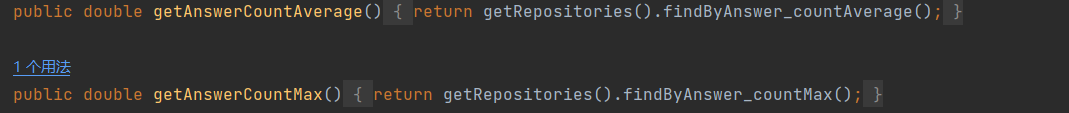 public double getAnswerCountAverage() { return getRepositories().findByAnswer_countAverage(); }
1 个用法
public double getAnswerCountMax() { return getRepositories().findByAnswer_countMax(); }